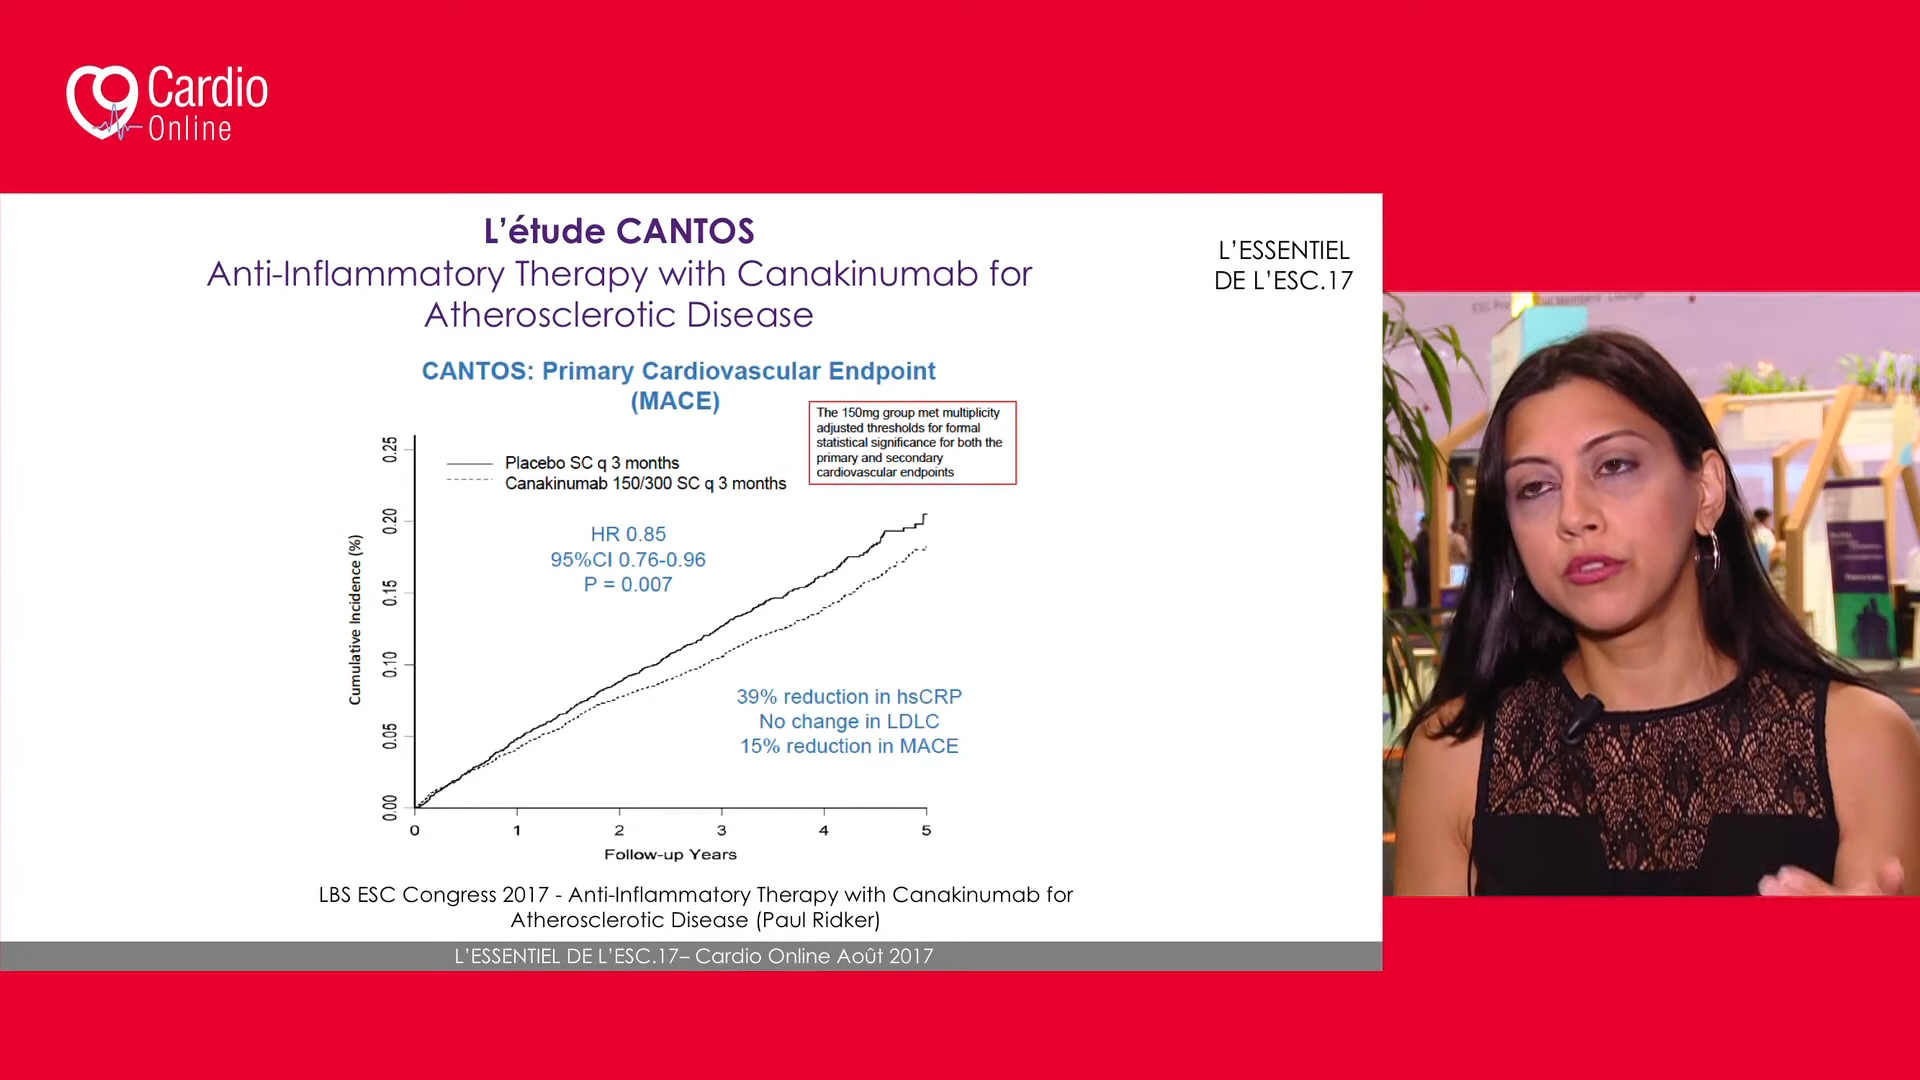 Cardio
Online
L'étude CANTOS
Anti-Inflammatory Therapy with Canakinumab for
Atherosclerotic Disease
L'ESSENTIEL
DE L'ESC.17
CANTOS: Primary Cardiovascular Endpoint
(MACE)
The 150mg group met multiplicity
adjusted thresholds for formal
statistical significance for both the
primary and secondary
cardiovascular endpoints
Placebo SC q 3 months
Canakinumab 150/300 SC q 3 months
HR 0.85
95%CI 0.76-0.96
P = 0.007
39% reduction in hsCRP
No change in LDLC
15% reduction in MACE
Cumulative Incidence (%)
0.25
0.20
0.15
0.10
0.05
0.00
0 1 2 3 4 5
Follow-up Years
LBS ESC Congress 2017 - Anti-Inflammatory Therapy with Canakinumab for
Atherosclerotic Disease (Paul Ridker)
L'ESSENTIEL DE L'ESC.17– Cardio Online Août 2017